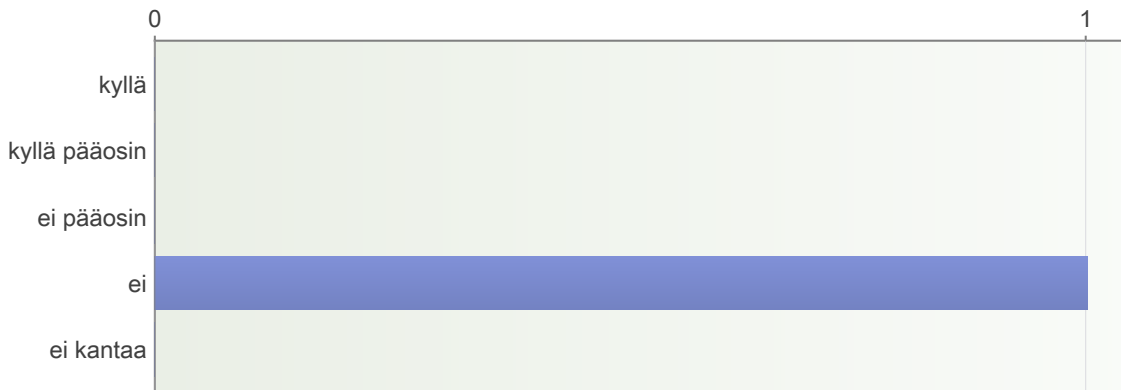 0 1
kyllä
kyllä pääosin
ei pääosin
ei
ei kantaa